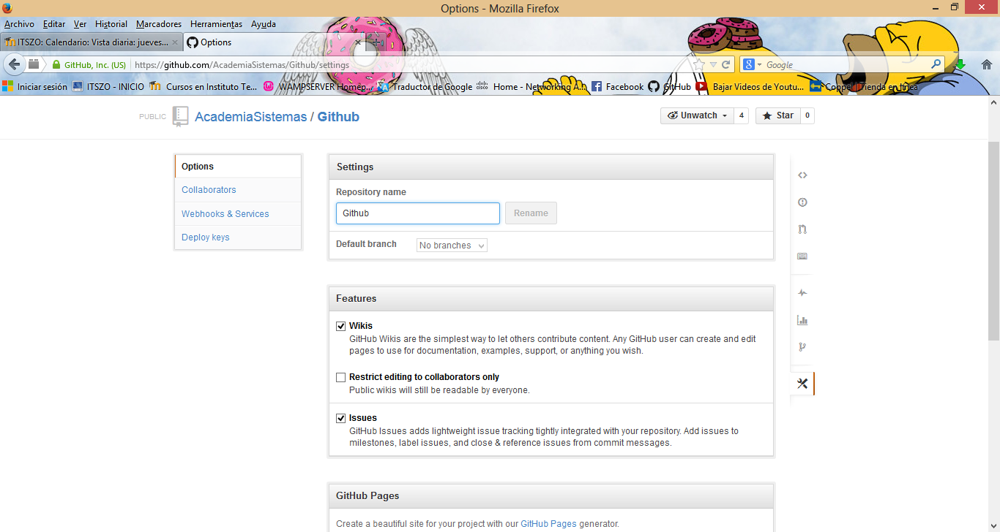 Options - Mozilla Firefox
Archivo Editar Ver Historial Marcadores Herramientas Ayuda
ITSZO: Calendario: Vista diaria: jueves... Options
GitHub, Inc. (US) https://github.com/AcademiaSistemas/Github/settings Google
Iniciar sesión ITSZO - INICIO Cursos en Instituto Te... WAMPSERVER Homep... Traductor de Google Home - Networking A... Facebook GitHub Bajar Videos de Youtu... Coppel | Tienda en línea
PUBLIC AcademiaSistemas / Github Unwatch 4 Star 0
Options
Collaborators
Webhooks & Services
Deploy keys
Settings
Repository name
Github Rename
Default branch No branches
Features
Wikis
GitHub Wikis are the simplest way to let others contribute content. Any GitHub user can create and edit
pages to use for documentation, examples, support, or anything you wish.
Restrict editing to collaborators only
Public wikis will still be readable by everyone.
Issues
GitHub Issues adds lightweight issue tracking tightly integrated with your repository. Add issues to
milestones, label issues, and close & reference issues from commit messages.
GitHub Pages
Create a beautiful site for your project with our GitHub Pages generator.